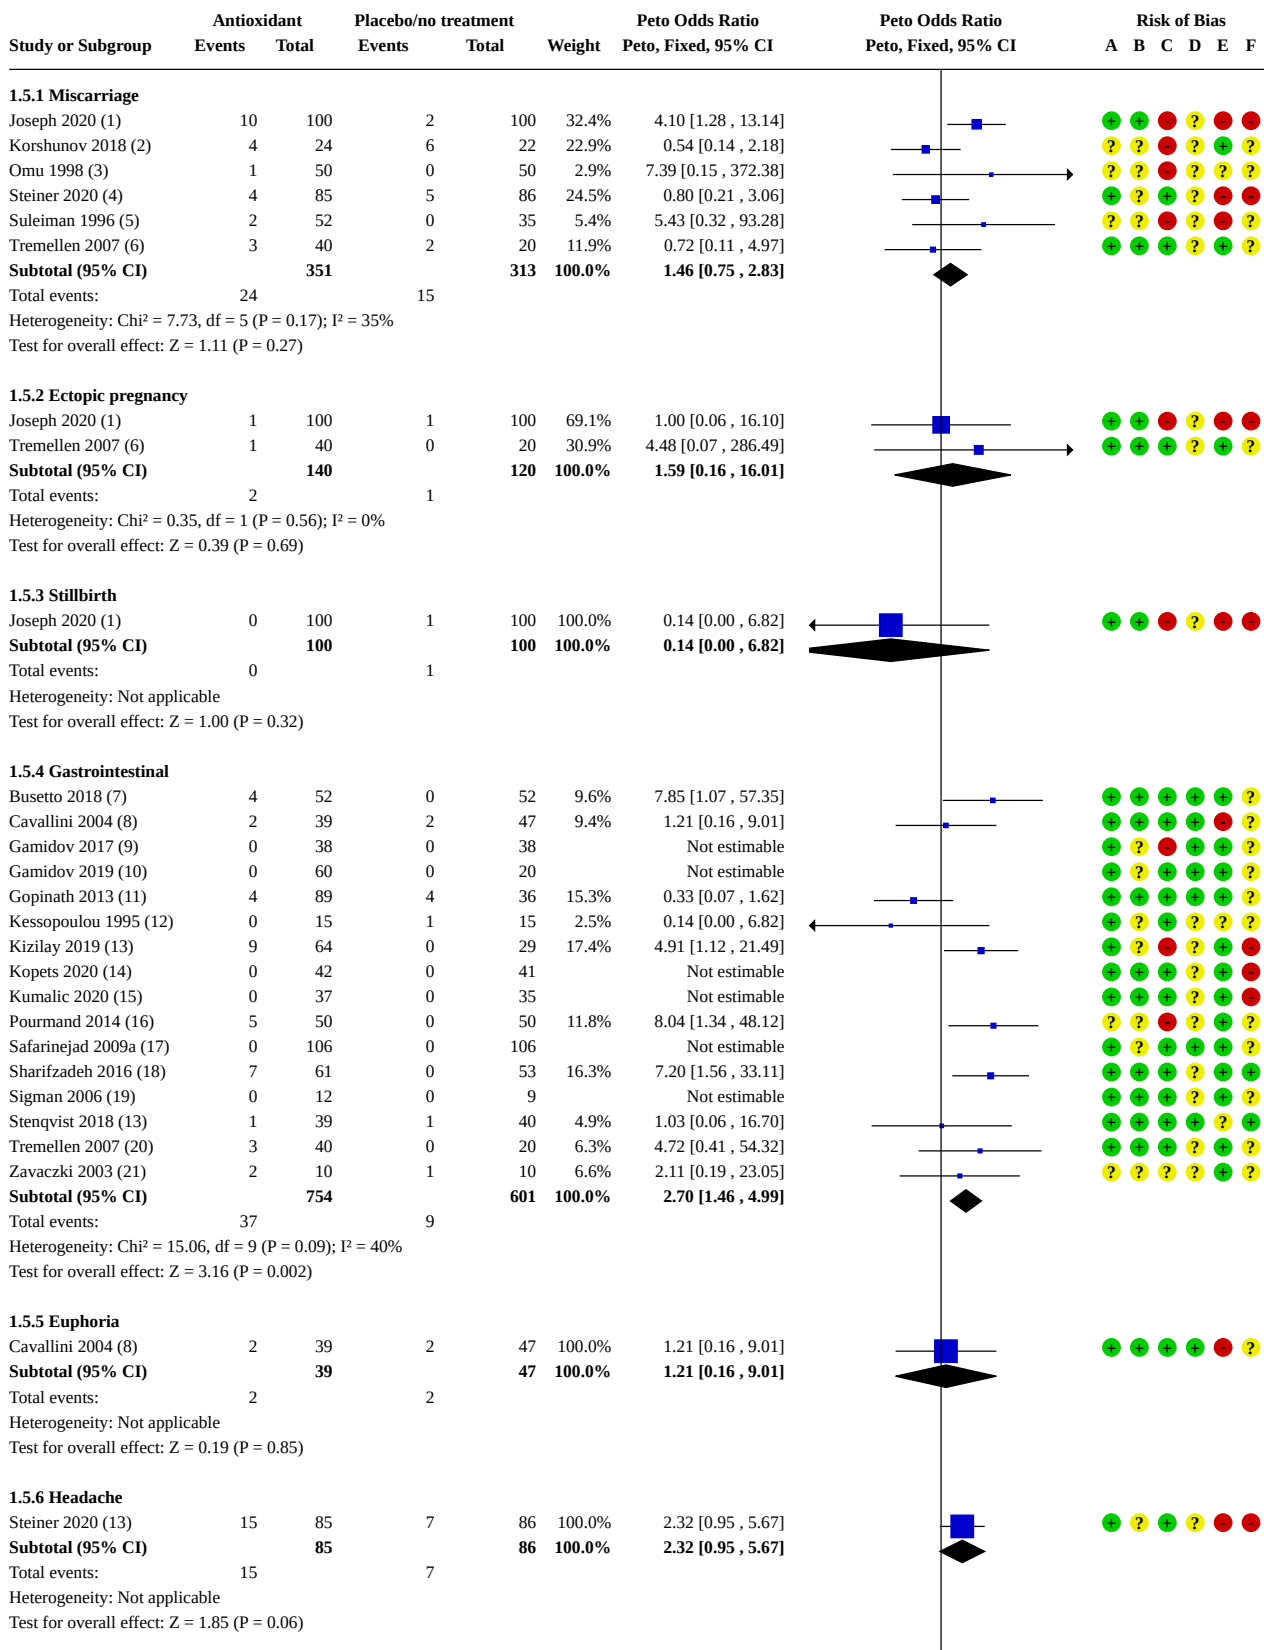 Antioxidant Placebo/no treatment Peto Odds Ratio Peto Odds Ratio Risk of Bias
Study or Subgroup Events Total Events Total Weight Peto, Fixed, 95% CI Peto, Fixed, 95% CI A B C D E F
1.5.1 Miscarriage
Joseph 2020 (1) 10 100 2 100 32.4% 4.10 [1.28 , 13.14] + + - ? - -
Korshunov 2018 (2) 4 24 6 22 22.9% 0.54 [0.14 , 2.18] ? ? - ? + ?
Omu 1998 (3) 1 50 0 50 2.9% 7.39 [0.15 , 372.38] ? ? - ? ? ?
Steiner 2020 (4) 4 85 5 86 24.5% 0.80 [0.21 , 3.06] + ? + ? - -
Suleiman 1996 (5) 2 52 0 35 5.4% 5.43 [0.32 , 93.28] ? ? - ? - ?
Tremellen 2007 (6) 3 40 2 20 11.9% 0.72 [0.11 , 4.97] + + + ? + ?
Subtotal (95% CI) 351 313 100.0% 1.46 [0.75 , 2.83]
Total events: 24 15
Heterogeneity: Chi² = 7.73, df = 5 (P = 0.17); I² = 35%
Test for overall effect: Z = 1.11 (P = 0.27)
1.5.2 Ectopic pregnancy
Joseph 2020 (1) 1 100 1 100 69.1% 1.00 [0.06 , 16.10] + + - ? - -
Tremellen 2007 (6) 1 40 0 20 30.9% 4.48 [0.07 , 286.49] + + + ? + ?
Subtotal (95% CI) 140 120 100.0% 1.59 [0.16 , 16.01]
Total events: 2 1
Heterogeneity: Chi² = 0.35, df = 1 (P = 0.56); I² = 0%
Test for overall effect: Z = 0.39 (P = 0.69)
1.5.3 Stillbirth
Joseph 2020 (1) 0 100 1 100 100.0% 0.14 [0.00 , 6.82] + + - ? - -
Subtotal (95% CI) 100 100 100.0% 0.14 [0.00 , 6.82]
Total events: 0 1
Heterogeneity: Not applicable
Test for overall effect: Z = 1.00 (P = 0.32)
1.5.4 Gastrointestinal
Busetto 2018 (7) 4 52 0 52 9.6% 7.85 [1.07 , 57.35] + + + + + ?
Cavallini 2004 (8) 2 39 2 47 9.4% 1.21 [0.16 , 9.01] + + + + - ?
Gamidov 2017 (9) 0 38 0 38 Not estimable + ? - + + ?
Gamidov 2019 (10) 0 60 0 20 Not estimable + ? + + + ?
Gopinath 2013 (11) 4 89 4 36 15.3% 0.33 [0.07 , 1.62] + + + + + ?
Kessopoulou 1995 (12) 0 15 1 15 2.5% 0.14 [0.00 , 6.82] + ? + ? ? ?
Kizilay 2019 (13) 9 64 0 29 17.4% 4.91 [1.12 , 21.49] + ? - ? + -
Kopets 2020 (14) 0 42 0 41 Not estimable + + + ? + -
Kumalic 2020 (15) 0 37 0 35 Not estimable + + + ? + -
Pourmand 2014 (16) 5 50 0 50 11.8% 8.04 [1.34 , 48.12] ? ? - ? + ?
Safarinejad 2009a (17) 0 106 0 106 Not estimable + ? + + + ?
Sharifzadeh 2016 (18) 7 61 0 53 16.3% 7.20 [1.56 , 33.11] + + + ? + +
Sigman 2006 (19) 0 12 0 9 Not estimable + + + ? + ?
Stenqvist 2018 (13) 1 39 1 40 4.9% 1.03 [0.06 , 16.70] + + + + ? +
Tremellen 2007 (20) 3 40 0 20 6.3% 4.72 [0.41 , 54.32] + + + ? + ?
Zavaczki 2003 (21) 2 10 1 10 6.6% 2.11 [0.19 , 23.05] ? ? ? ? + ?
Subtotal (95% CI) 754 601 100.0% 2.70 [1.46 , 4.99]
Total events: 37 9
Heterogeneity: Chi² = 15.06, df = 9 (P = 0.09); I² = 40%
Test for overall effect: Z = 3.16 (P = 0.002)
1.5.5 Euphoria
Cavallini 2004 (8) 2 39 2 47 100.0% 1.21 [0.16 , 9.01] + + + + - ?
Subtotal (95% CI) 39 47 100.0% 1.21 [0.16 , 9.01]
Total events: 2 2
Heterogeneity: Not applicable
Test for overall effect: Z = 0.19 (P = 0.85)
1.5.6 Headache
Steiner 2020 (13) 15 85 7 86 100.0% 2.32 [0.95 , 5.67] + ? + ? - -
Subtotal (95% CI) 85 86 100.0% 2.32 [0.95 , 5.67]
Total events: 15 7
Heterogeneity: Not applicable
Test for overall effect: Z = 1.85 (P = 0.06)